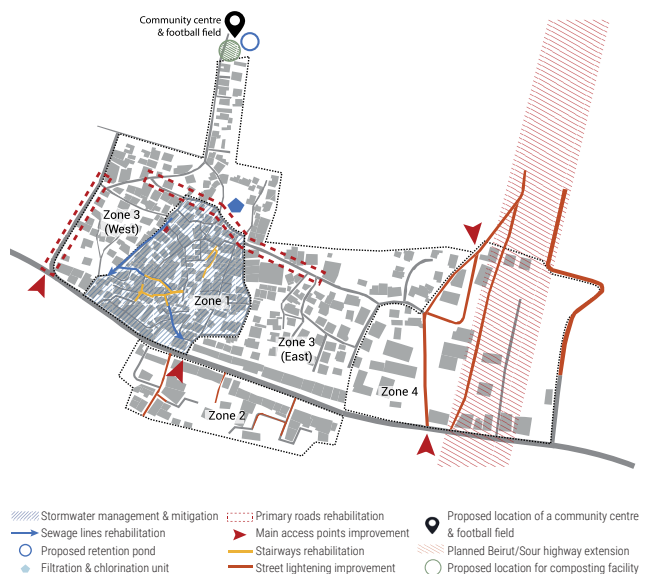 Community centre
& football field
Zone 3
(West)
Zone 1
Zone 3
(East)
Zone 4
Zone 2
Stormwater management & mitigation
Sewage lines rehabilitation
Proposed retention pond
Filtration & chlorination unit
Primary roads rehabilitation
Main access points improvement
Stairways rehabilitation
Street lightening improvement
Proposed location of a community centre
& football field
Planned Beirut/Sour highway extension
Proposed location for composting facility